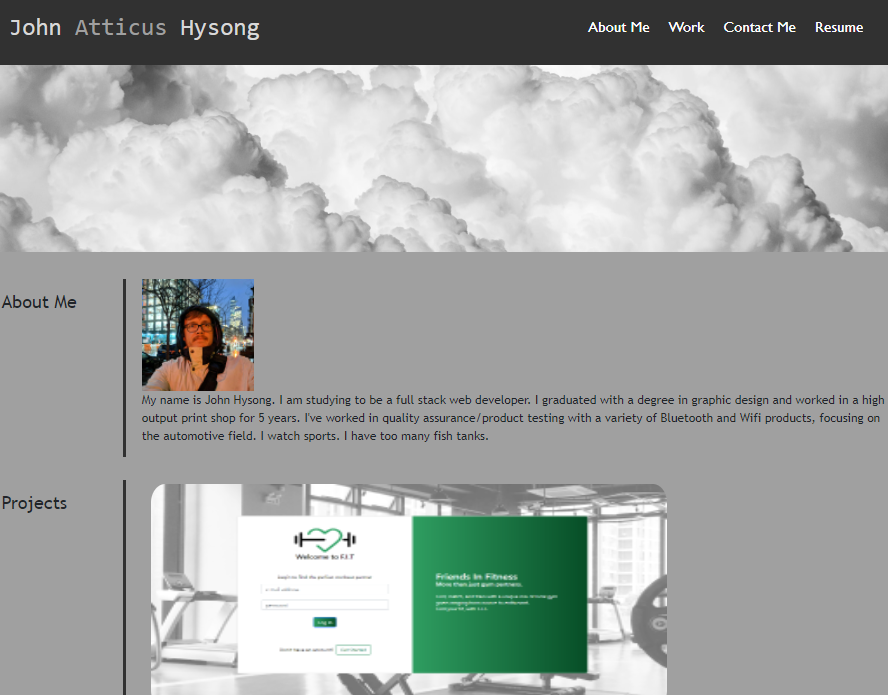 John Atticus Hysong
About Me Work Contact Me Resume
About Me
My name is John Hysong. I am studying to be a full stack web developer. I graduated with a degree in graphic design and worked in a high
output print shop for 5 years. I've worked in quality assurance/product testing with a variety of Bluetooth and Wifi products, focusing on
the automotive field. I watch sports. I have too many fish tanks.
Projects
Welcome to F.I.T
e-mail address
password
Log in
Friends In Fitness
More than just gym partners.